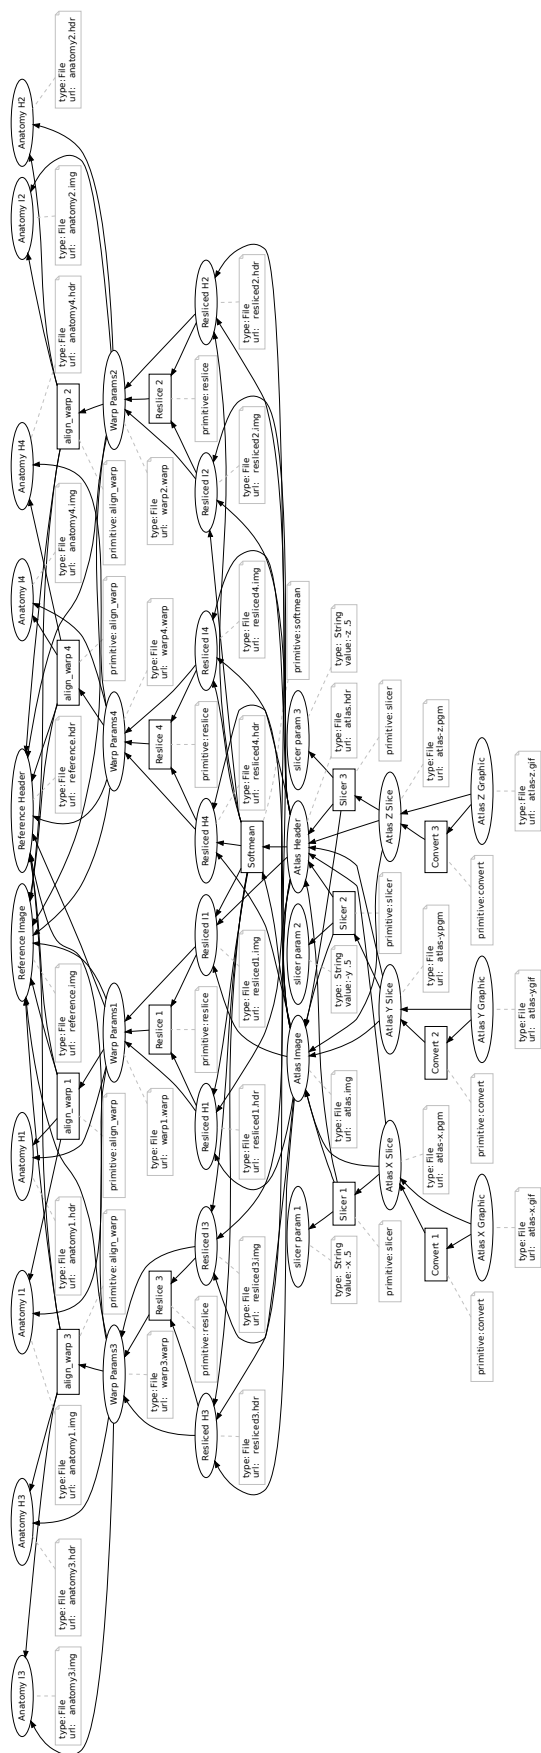 Anatomy I3
Anatomy H3
Anatomy I1
Anatomy H1
Reference Image
Reference Header
Anatomy I4
Anatomy H4
Anatomy I2
Anatomy H2
type: File
url: anatomy3.img
type: File
url: anatomy3.hdr
type: File
url: anatomy1.img
align_warp 3
type: File
url: anatomy1.hdr
align_warp 1
type: File
url: reference.img
type: File
url: reference.hdr
align_warp 4
type: File
url: anatomy4.img
align_warp 2
type: File
url: anatomy4.hdr
type: File
url: anatomy2.img
type: File
url: anatomy2.hdr
Warp Params3
primitive: align_warp
primitive: align_warp
Warp Params1
Warp Params4
primitive: align_warp
primitive: align_warp
Warp Params2
type: File
url: warp3.warp
Reslice 3
type: File
url: warp1.warp
Reslice 1
Reslice 4
type: File
url: warp4.warp
type: File
url: warp2.warp
Reslice 2
Resliced H3
primitive: reslice
Resliced I3
Resliced H1
primitive: reslice
Resliced I1
Resliced H4
primitive: reslice
Resliced I4
Resliced I2
primitive: reslice
Resliced H2
type: File
url: resliced3.hdr
type: File
url: resliced3.img
type: File
url: resliced1.hdr
type: File
url: resliced1.img
Softmean
type: File
url: resliced4.hdr
type: File
url: resliced4.img
type: File
url: resliced2.img
type: File
url: resliced2.hdr
slicer param 1
Atlas Image
slicer param 2
Atlas Header
slicer param 3
primitive: softmean
type: String
value: -x .5
Slicer 1
type: File
url: atlas.img
type: String
value: -y .5
Slicer 2
Slicer 3
type: File
url: atlas.hdr
type: String
value: -z .5
primitive: slicer
Atlas X Slice
Atlas Y Slice
primitive: slicer
Atlas Z Slice
primitive: slicer
Convert 1
type: File
url: atlas-x.pgm
Convert 2
type: File
url: atlas-y.pgm
Convert 3
type: File
url: atlas-z.pgm
primitive: convert
Atlas X Graphic
primitive: convert
Atlas Y Graphic
primitive: convert
Atlas Z Graphic
type: File
url: atlas-x.gif
type: File
url: atlas-y.gif
type: File
url: atlas-z.gif